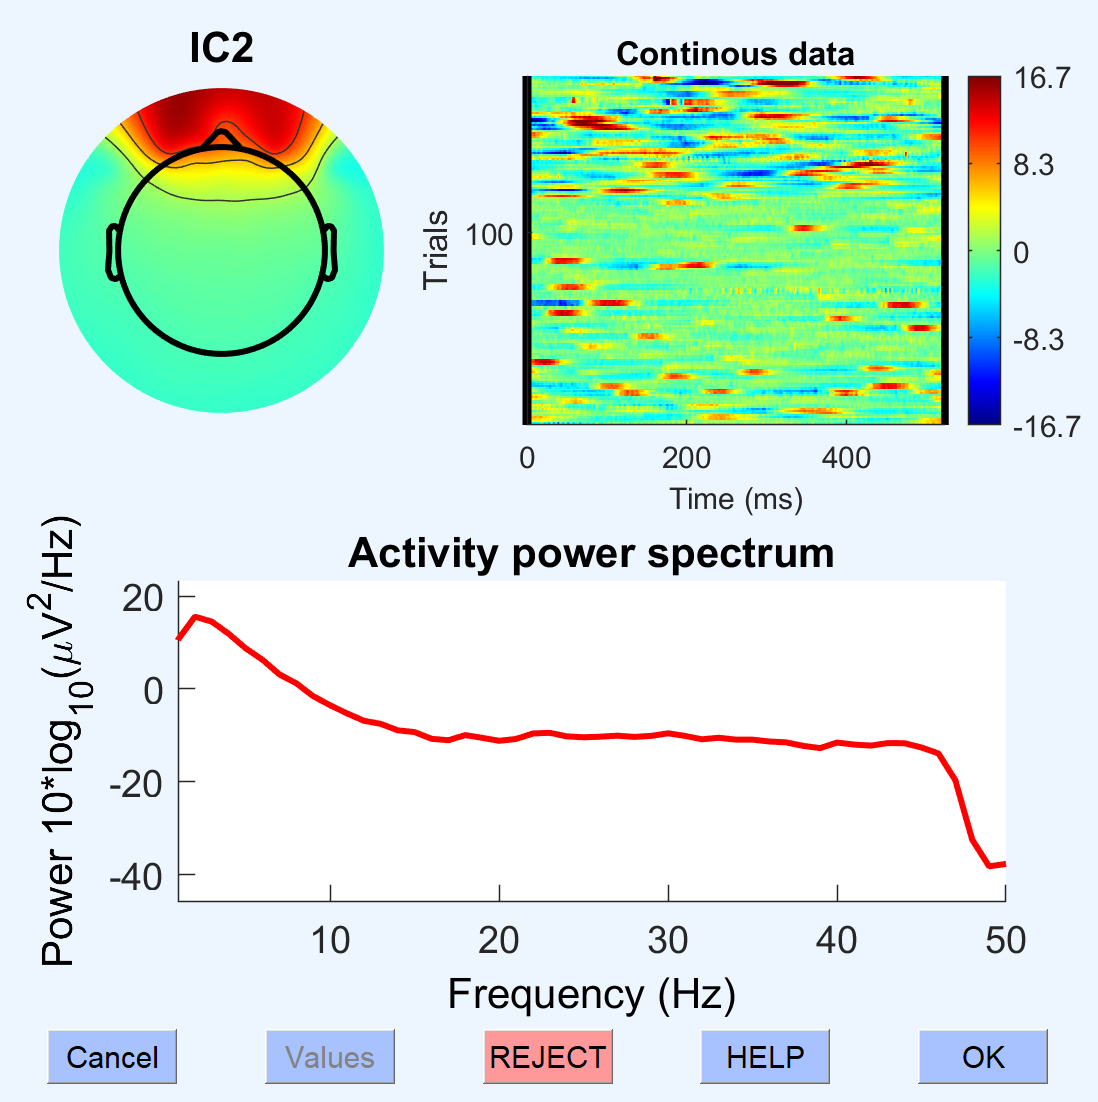 IC2
Continous data
Trials
100
0
200
400
Time (ms)
16.7
8.3
0
-8.3
-16.7
Activity power spectrum
Power 10*log₁₀(μV²/Hz)
20
0
-20
-40
10
20
30
40
50
Frequency (Hz)
Cancel
Values
REJECT
HELP
OK